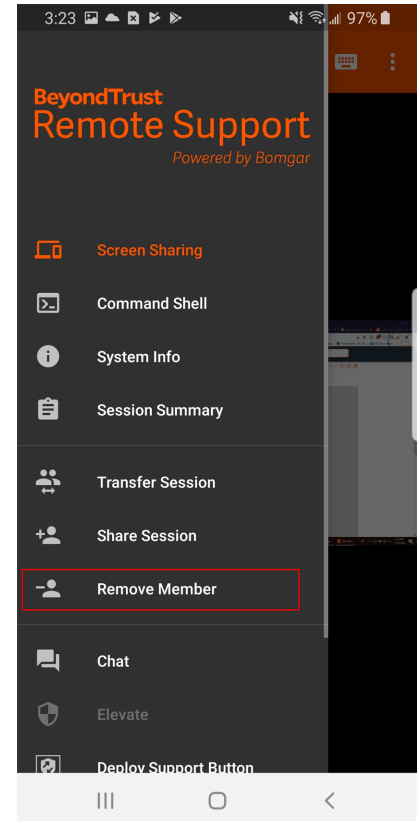 3:23
97%
BeyondTrust
Remote Support
Powered by Bomgar
Screen Sharing
Command Shell
System Info
Session Summary
Transfer Session
Share Session
Remove Member
Chat
Elevate
Deploy Support Button